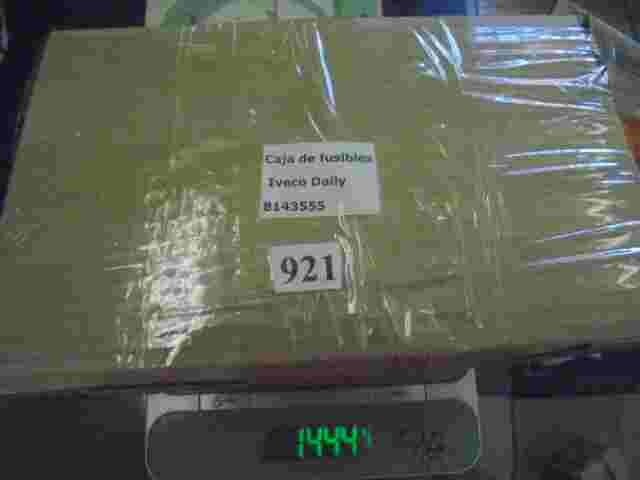 Caja de fusibles
Iveco Daily
8143555
921
1444